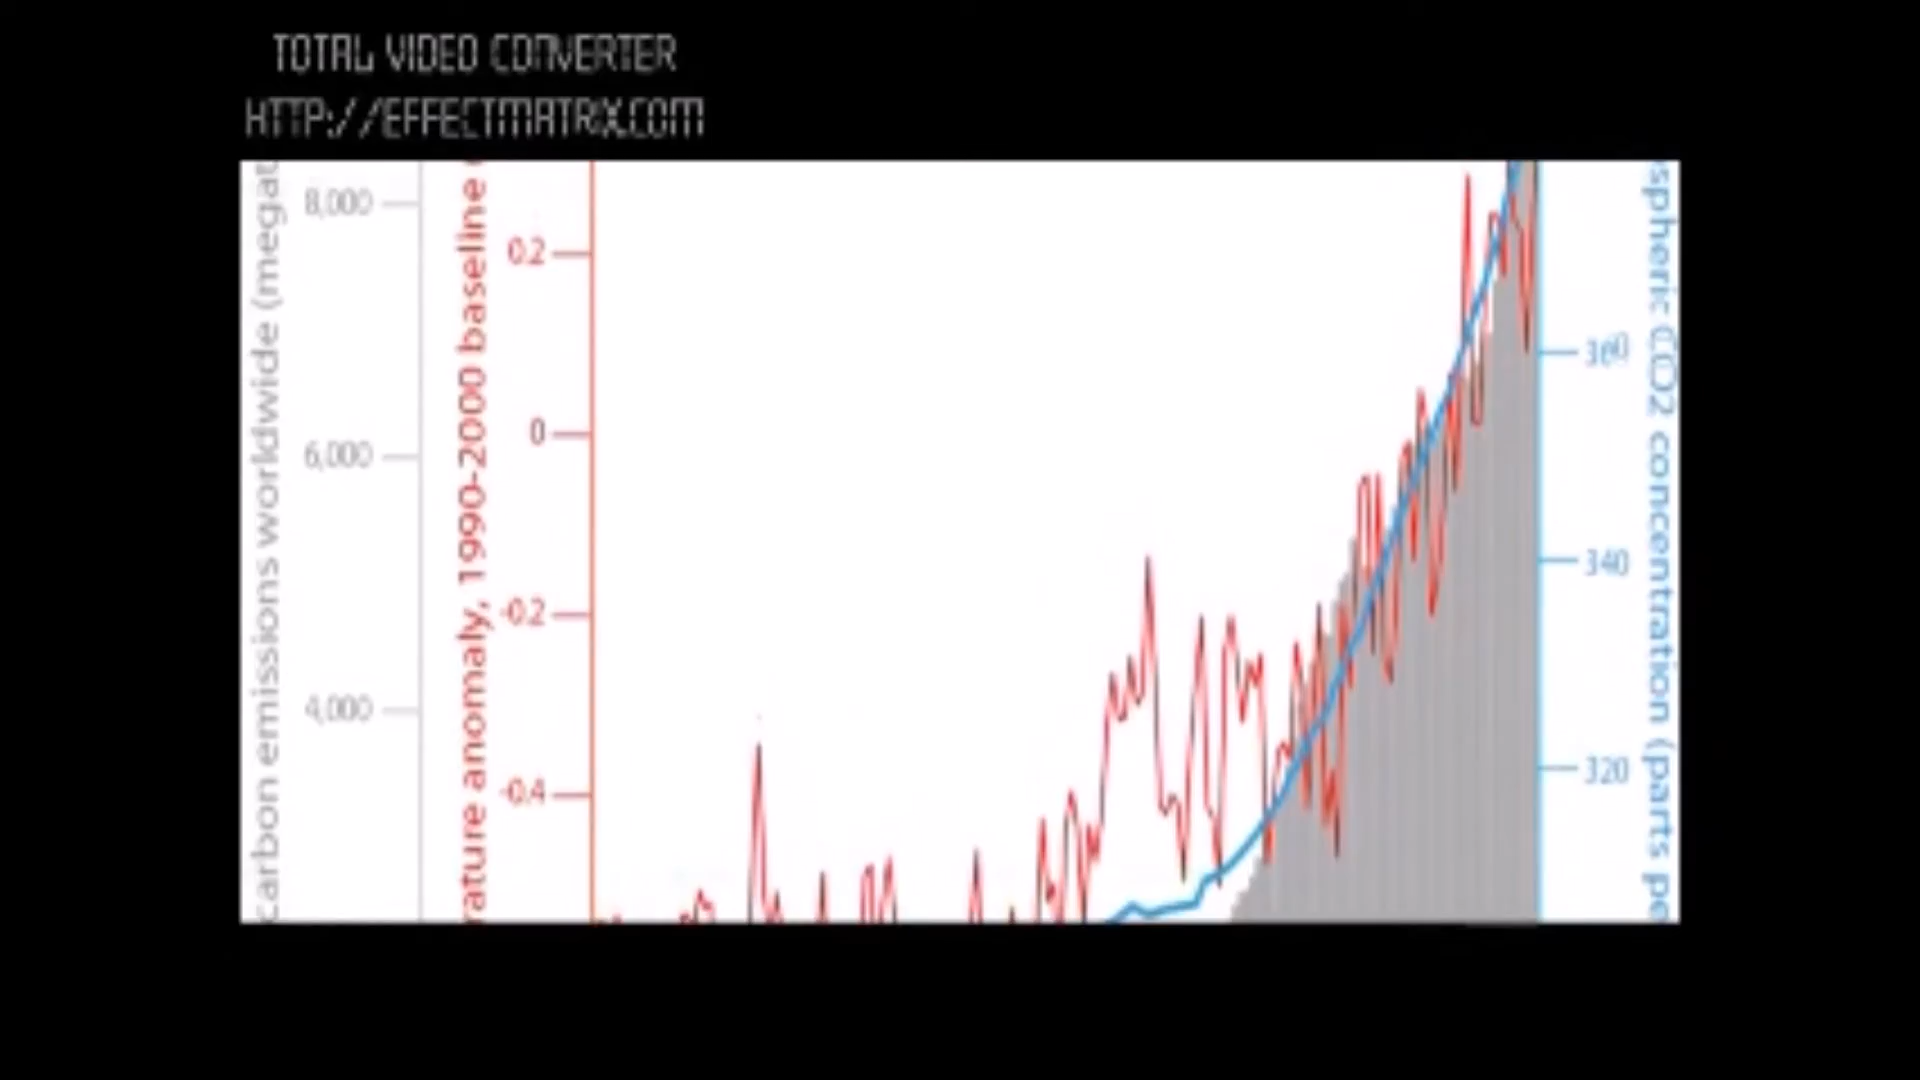 TOTAL VIDEO CONVERTER
HTTP://EFFECTMATRIX.COM
carbon emissions worldwide (megat
8,000
6,000
4,000
rature anomaly, 1990-2000 baseline
0.2
0
-0.2
-0.4
360
340
320
spheric CO2 concentration (parts pe